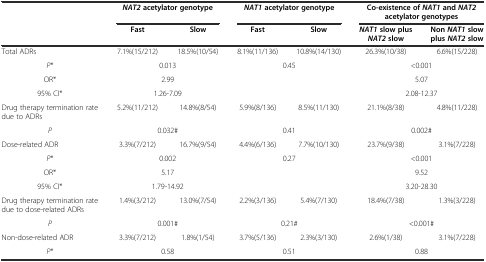 NAT2 acetylator genotype NAT1 acetylator genotype Co-existence of NAT1 and NAT2
acetylator genotypes
Fast Slow Fast Slow NAT1 slow plus Non NAT1 slow
NAT2 slow plus NAT2 slow
Total ADRs 7.1%(15/212) 18.5%(10/54) 8.1%(11/136) 10.8%(14/130) 26.3%(10/38) 6.6%(15/228)
P* 0.013 0.45 <0.001
OR* 2.99 5.07
95% CI* 1.26-7.09 2.08-12.37
Drug therapy termination rate 5.2%(11/212) 14.8%(8/54) 5.9%(8/136) 8.5%(11/130) 21.1%(8/38) 4.8%(11/228)
due to ADRs
P 0.032# 0.41 0.002#
Dose-related ADR 3.3%(7/212) 16.7%(9/54) 4.4%(6/136) 7.7%(10/130) 23.7%(9/38) 3.1%(7/228)
P* 0.002 0.27 <0.001
OR* 5.17 9.52
95% CI* 1.79-14.92 3.20-28.30
Drug therapy termination rate 1.4%(3/212) 13.0%(7/54) 2.2%(3/136) 5.4%(7/130) 18.4%(7/38) 1.3%(3/228)
due to dose-related ADRs
P 0.001# 0.21# <0.001#
Non-dose-related ADR 3.3%(7/212) 1.8%(1/54) 3.7%(5/136) 2.3%(3/130) 2.6%(1/38) 3.1%(7/228)
P* 0.58 0.51 0.88